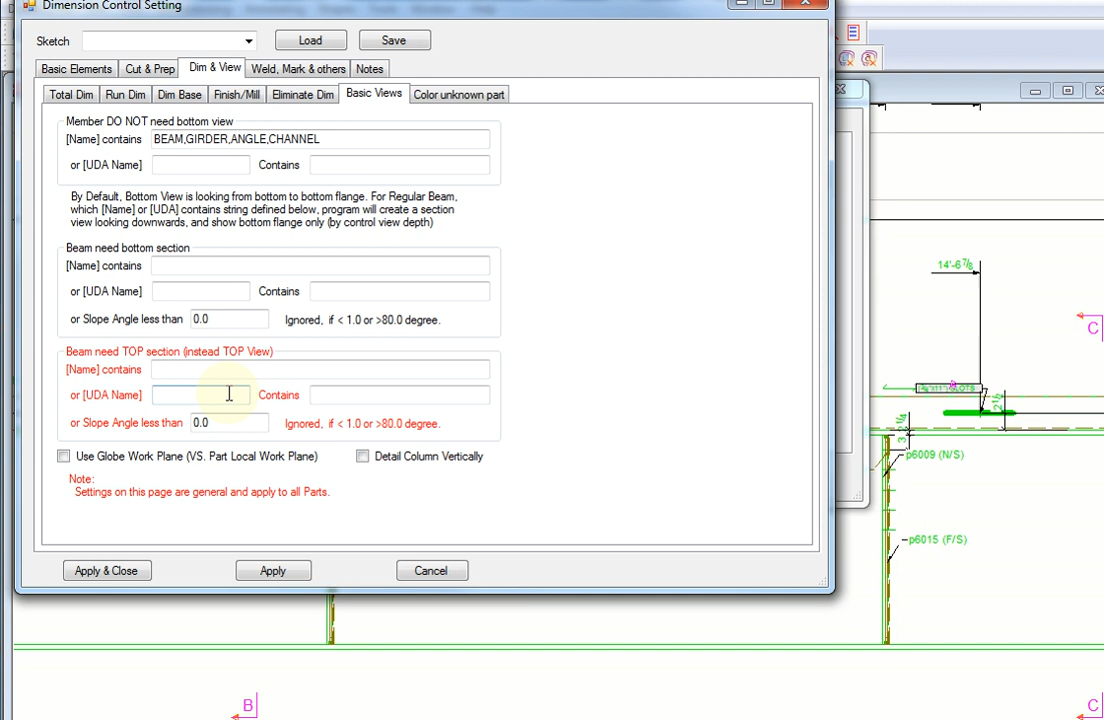 Dimension Control Setting
Sketch
Load
Save
Basic Elements
Cut & Prep
Dim & View
Weld, Mark & others
Notes
Total Dim
Run Dim
Dim Base
Finish/Mill
Eliminate Dim
Basic Views
Color unknown part
Member DO NOT need bottom view
[Name] contains
BEAM,GIRDER,ANGLE,CHANNEL
or [UDA Name]
Contains
By Default, Bottom View is looking from bottom to bottom flange. For Regular Beam,
which [Name] or [UDA] contains string defined below, program will create a section
view looking downwards, and show bottom flange only (by control view depth)
Beam need bottom section
[Name] contains
or [UDA Name]
Contains
or Slope Angle less than
0.0
Ignored, if < 1.0 or >80.0 degree.
Beam need TOP section (instead TOP View)
[Name] contains
or [UDA Name]
Contains
or Slope Angle less than
0.0
Ignored, if < 1.0 or >80.0 degree.
Use Globe Work Plane (VS. Part Local Work Plane)
Detail Column Vertically
Note:
Settings on this page are general and apply to all Parts.
Apply & Close
Apply
Cancel
14'-6 7/8
C
2 1/2
p6009 (N/S)
p6015 (F/S)
B
C